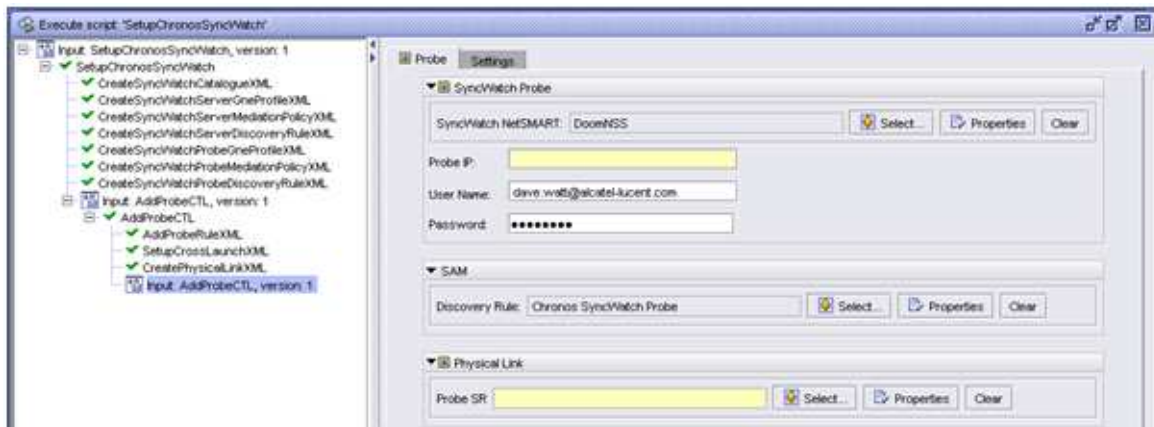 Execute script: 'SetupChronosSyncWatch'
Input: SetupChronosSyncWatch, version: 1
SetupChronosSyncWatch
CreateSyncWatchCatalogueXML
CreateSyncWatchServerGneProfileXML
CreateSyncWatchServerMediationPolicyXML
CreateSyncWatchServerDiscoveryRuleXML
CreateSyncWatchProbeGneProfileXML
CreateSyncWatchProbeMediationPolicyXML
CreateSyncWatchProbeDiscoveryRuleXML
Input: AddProbeCTL, version: 1
AddProbeCTL
AddProbeRuleXML
SetupCrossLaunchXML
CreatePhysicalLinkXML
Input: AddProbeCTL, version: 1
Probe Settings
SyncWatch Probe
SyncWatch NetSMART: DoomNSS Select... Properties Clear
Probe IP:
User Name: dave.watt@alcatel-lucent.com
Password: ••••••••
SAM
Discovery Rule: Chronos SyncWatch Probe Select... Properties Clear
Physical Link
Probe SR: Select... Properties Clear